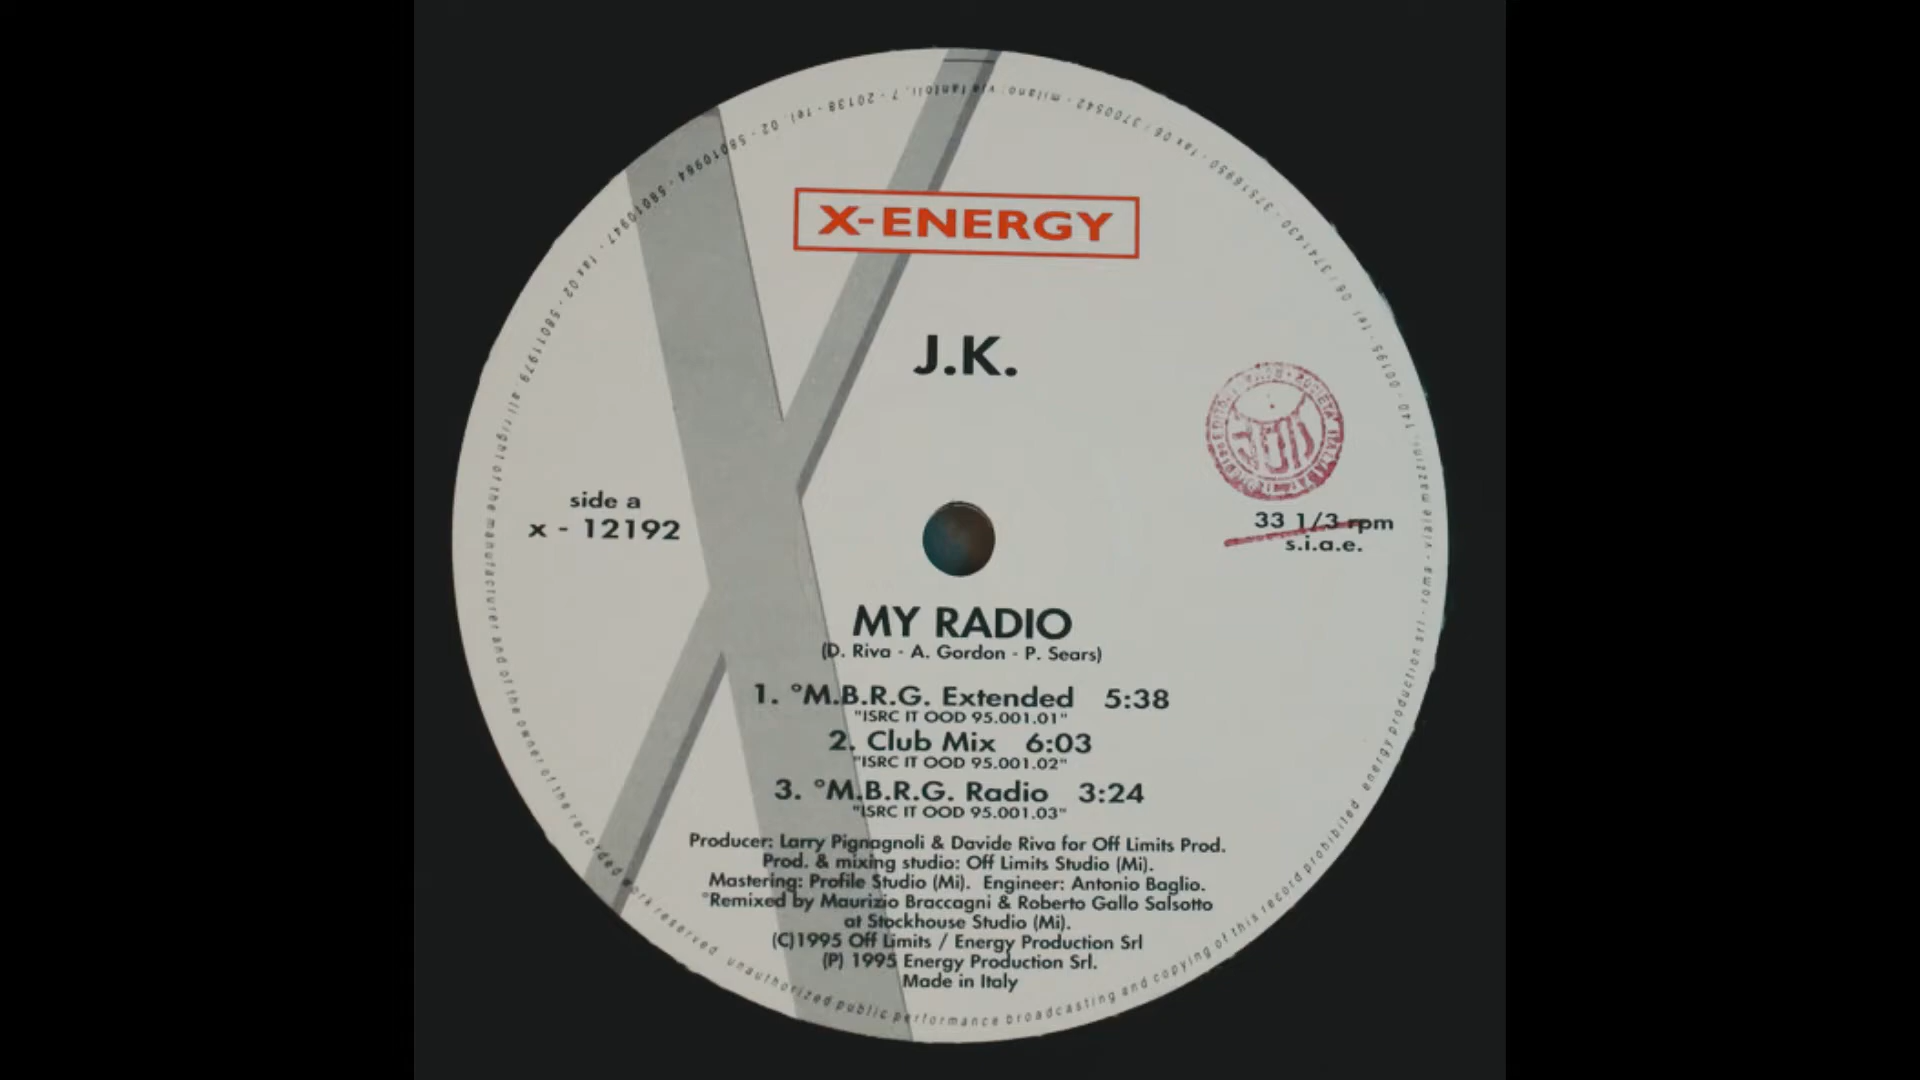 X-ENERGY
J.K.
side a
x - 12192
33 1/3 rpm
s.i.a.e.
MY RADIO
(D. Riva - A. Gordon - P. Sears)
1. °M.B.R.G. Extended 5:38
"ISRC IT OOD 95.001.01"
2. Club Mix 6:03
"ISRC IT OOD 95.001.02"
3. °M.B.R.G. Radio 3:24
"ISRC IT OOD 95.001.03"
Producer: Larry Pignagnoli & Davide Riva for Off Limits Prod.
Prod. & mixing studio: Off Limits Studio (Mi).
Mastering: Profile Studio (Mi). Engineer: Antonio Baglio.
°Remixed by Maurizio Braccagni & Roberto Gallo Salsotto
at Stockhouse Studio (Mi).
(C)1995 Off Limits / Energy Production Srl
(P) 1995 Energy Production Srl.
Made in Italy
all right of the manufacturer and of the owner of the recorded work reserved. unauthorized public performance broadcasting and copying of this record prohibited. energy production srl - roma - viale mazzini, 140 - 00195 - tel. 06 / 3741430 - 37516950 - fax 06 / 3700542 - milano: via fantoli, 7 - 20138 - tel. 02 - 58010964 - 58010947 - fax 02 - 58011979